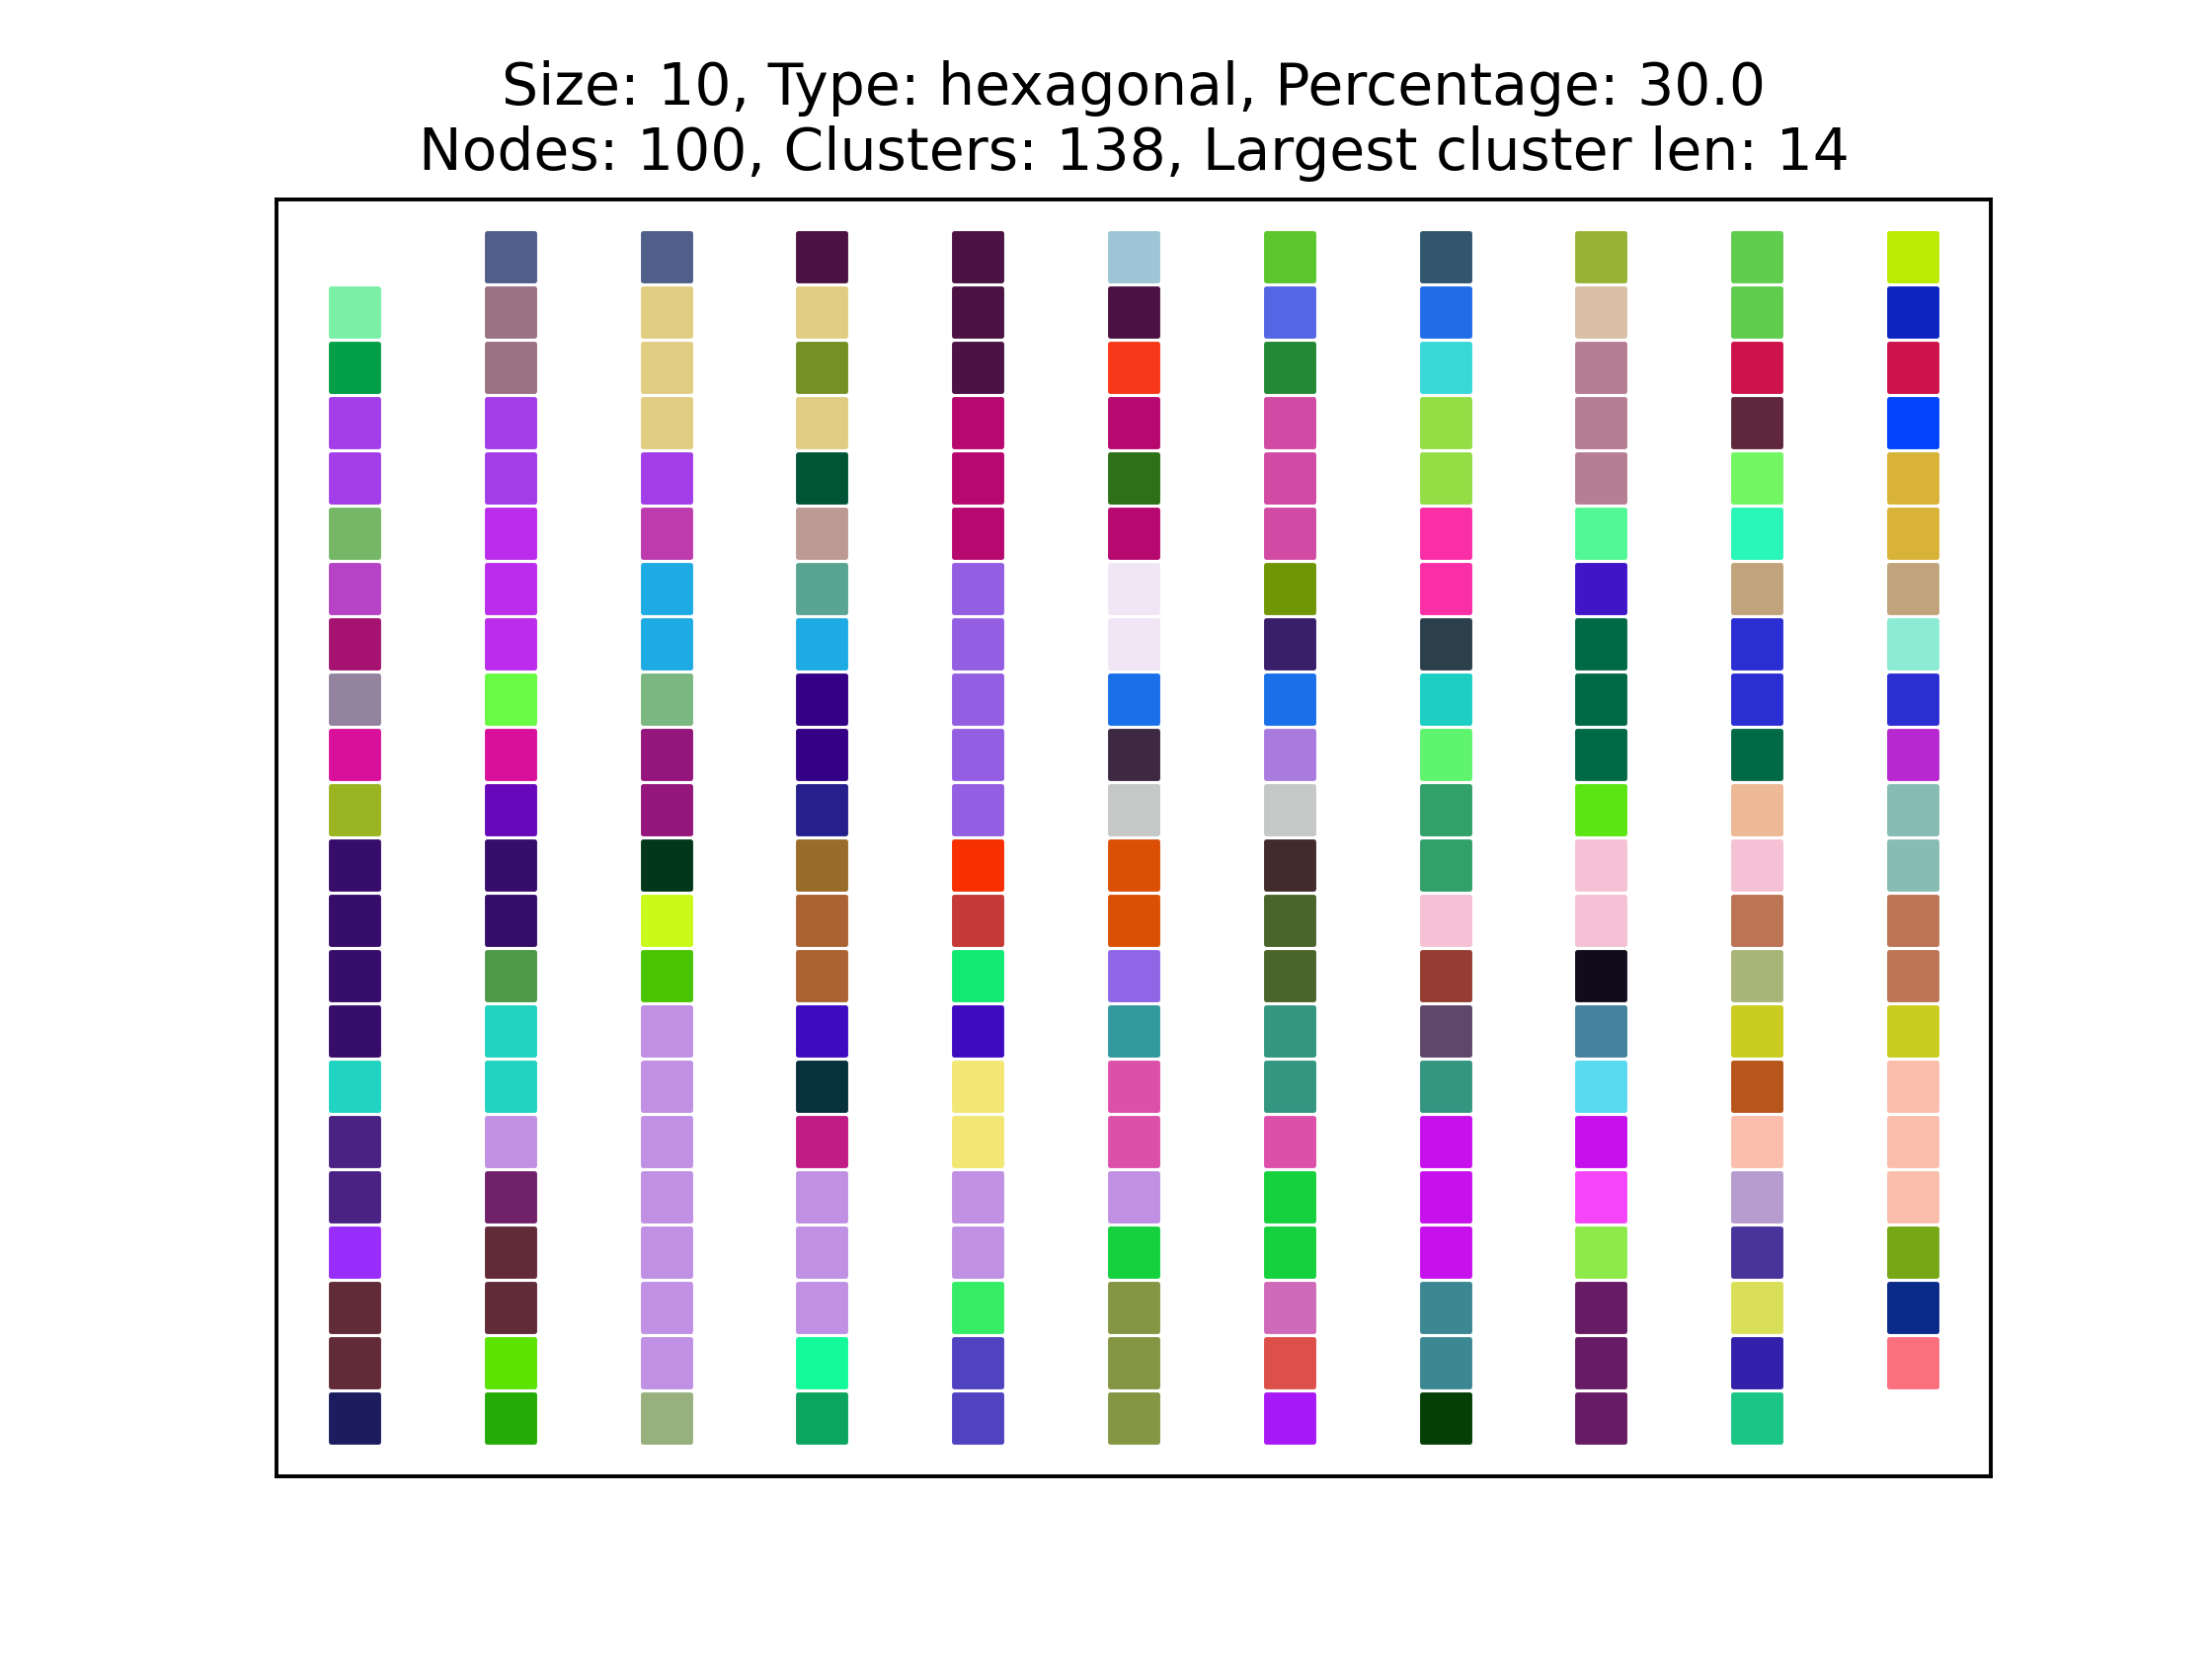 Size: 10, Type: hexagonal, Percentage: 30.0
Nodes: 100, Clusters: 138, Largest cluster len: 14